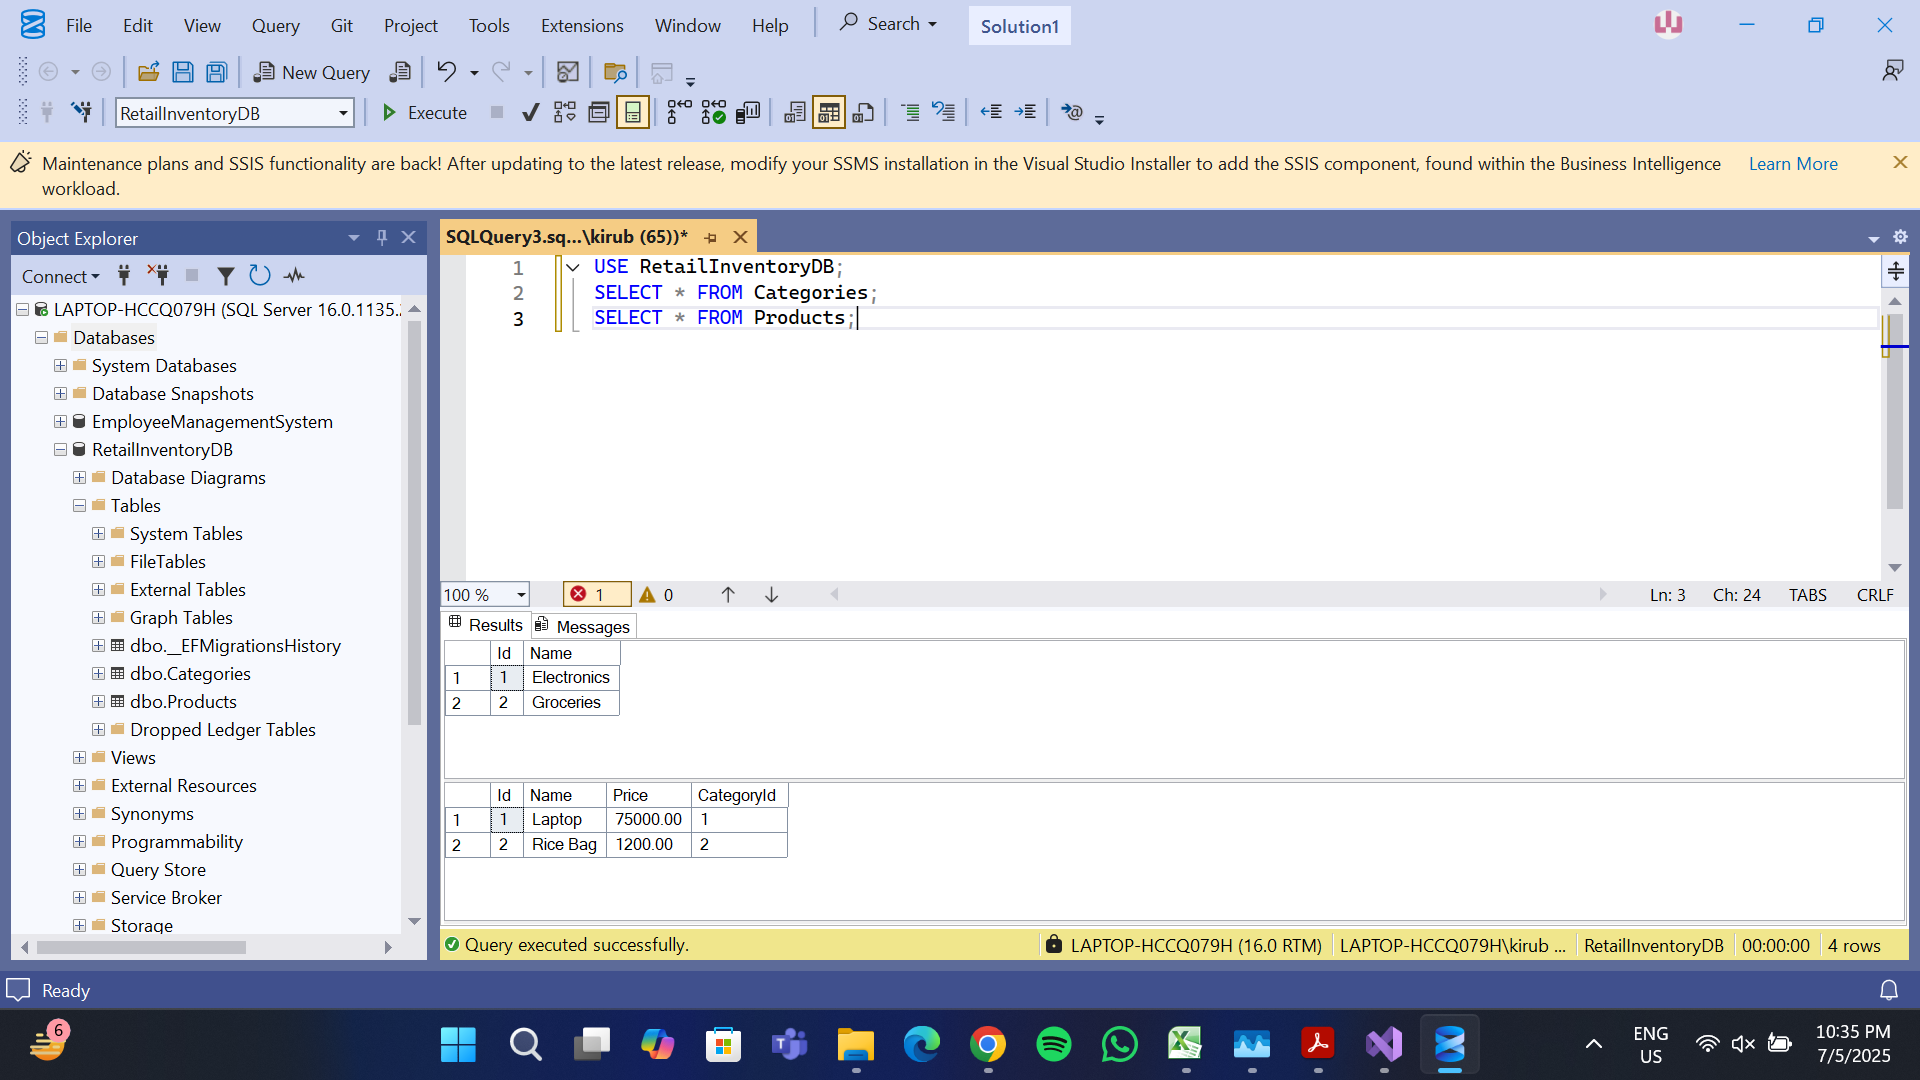 File Edit View Query Git Project Tools Extensions Window Help Search Solution1
New Query
RetailInventoryDB Execute
Maintenance plans and SSIS functionality are back! After updating to the latest release, modify your SSMS installation in the Visual Studio Installer to add the SSIS component, found within the Business Intelligence Learn More
workload.
Object Explorer
Connect
LAPTOP-HCCQ079H (SQL Server 16.0.1135.
Databases
System Databases
Database Snapshots
EmployeeManagementSystem
RetailInventoryDB
Database Diagrams
Tables
System Tables
FileTables
External Tables
Graph Tables
dbo.__EFMigrationsHistory
dbo.Categories
dbo.Products
Dropped Ledger Tables
Views
External Resources
Synonyms
Programmability
Query Store
Service Broker
Storage
SQLQuery3.sq...\kirub (65))*
1 USE RetailInventoryDB;
2 SELECT * FROM Categories;
3 SELECT * FROM Products;
100 % 1 0 Ln: 3 Ch: 24 TABS CRLF
Results Messages
Id Name
1 1 Electronics
2 2 Groceries
Id Name Price CategoryId
1 1 Laptop 75000.00 1
2 2 Rice Bag 1200.00 2
Query executed successfully. LAPTOP-HCCQ079H (16.0 RTM) LAPTOP-HCCQ079H\kirub ... RetailInventoryDB 00:00:00 4 rows
Ready
6
ENG
US
10:35 PM
7/5/2025